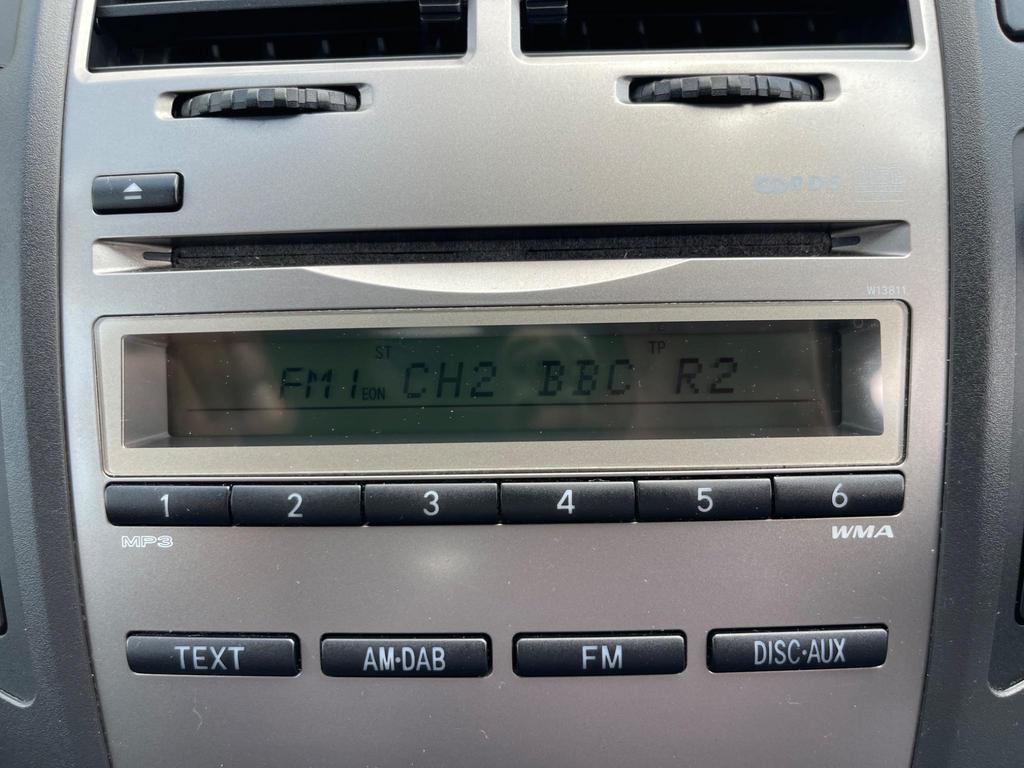 W13811
ST TP
FM1 EON CH2 BBC R2
1 2 3 4 5 6
MP3 WMA
TEXT AM·DAB FM DISC·AUX